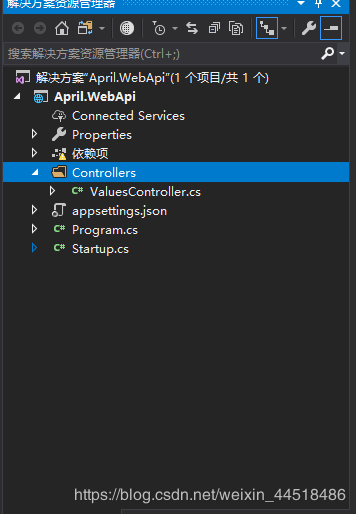 解决方案资源管理器
搜索解决方案资源管理器(Ctrl+;)
解决方案"April.WebApi"(1 个项目/共 1 个)
April.WebApi
Connected Services
Properties
依赖项
Controllers
C# ValuesController.cs
appsettings.json
C# Program.cs
C# Startup.cs
https://blog.csdn.net/weixin_44518486